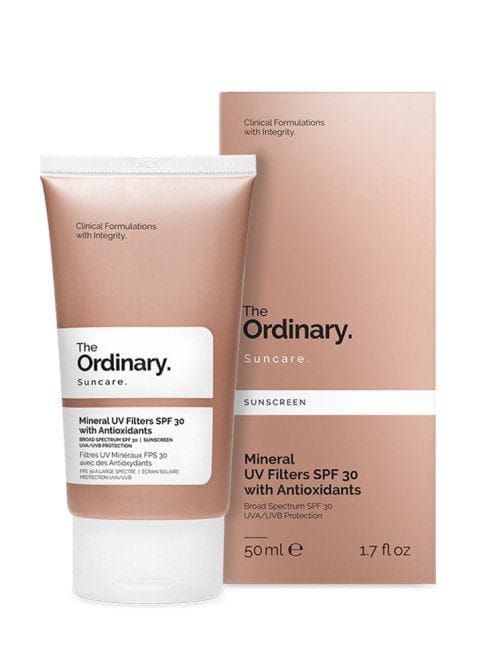 Clinical Formulations
with Integrity.
The
Ordinary.
Suncare.
Mineral UV Filters SPF 30
with Antioxidants
BROAD SPECTRUM SPF 30 | SUNSCREEN
UVA/UVB PROTECTION
Filtres UV Minéraux FPS 30
avec des Antioxydants
FPS 30 À LARGE SPECTRE | ÉCRAN SOLAIRE
PROTECTION UVA/UVB
Clinical Formulations
with Integrity.
The
Ordinary.
Suncare.
SUNSCREEN
Mineral
UV Filters SPF 30
with Antioxidants
Broad Spectrum SPF 30
UVA/UVB Protection
50 ml ℮ 1.7 fl oz